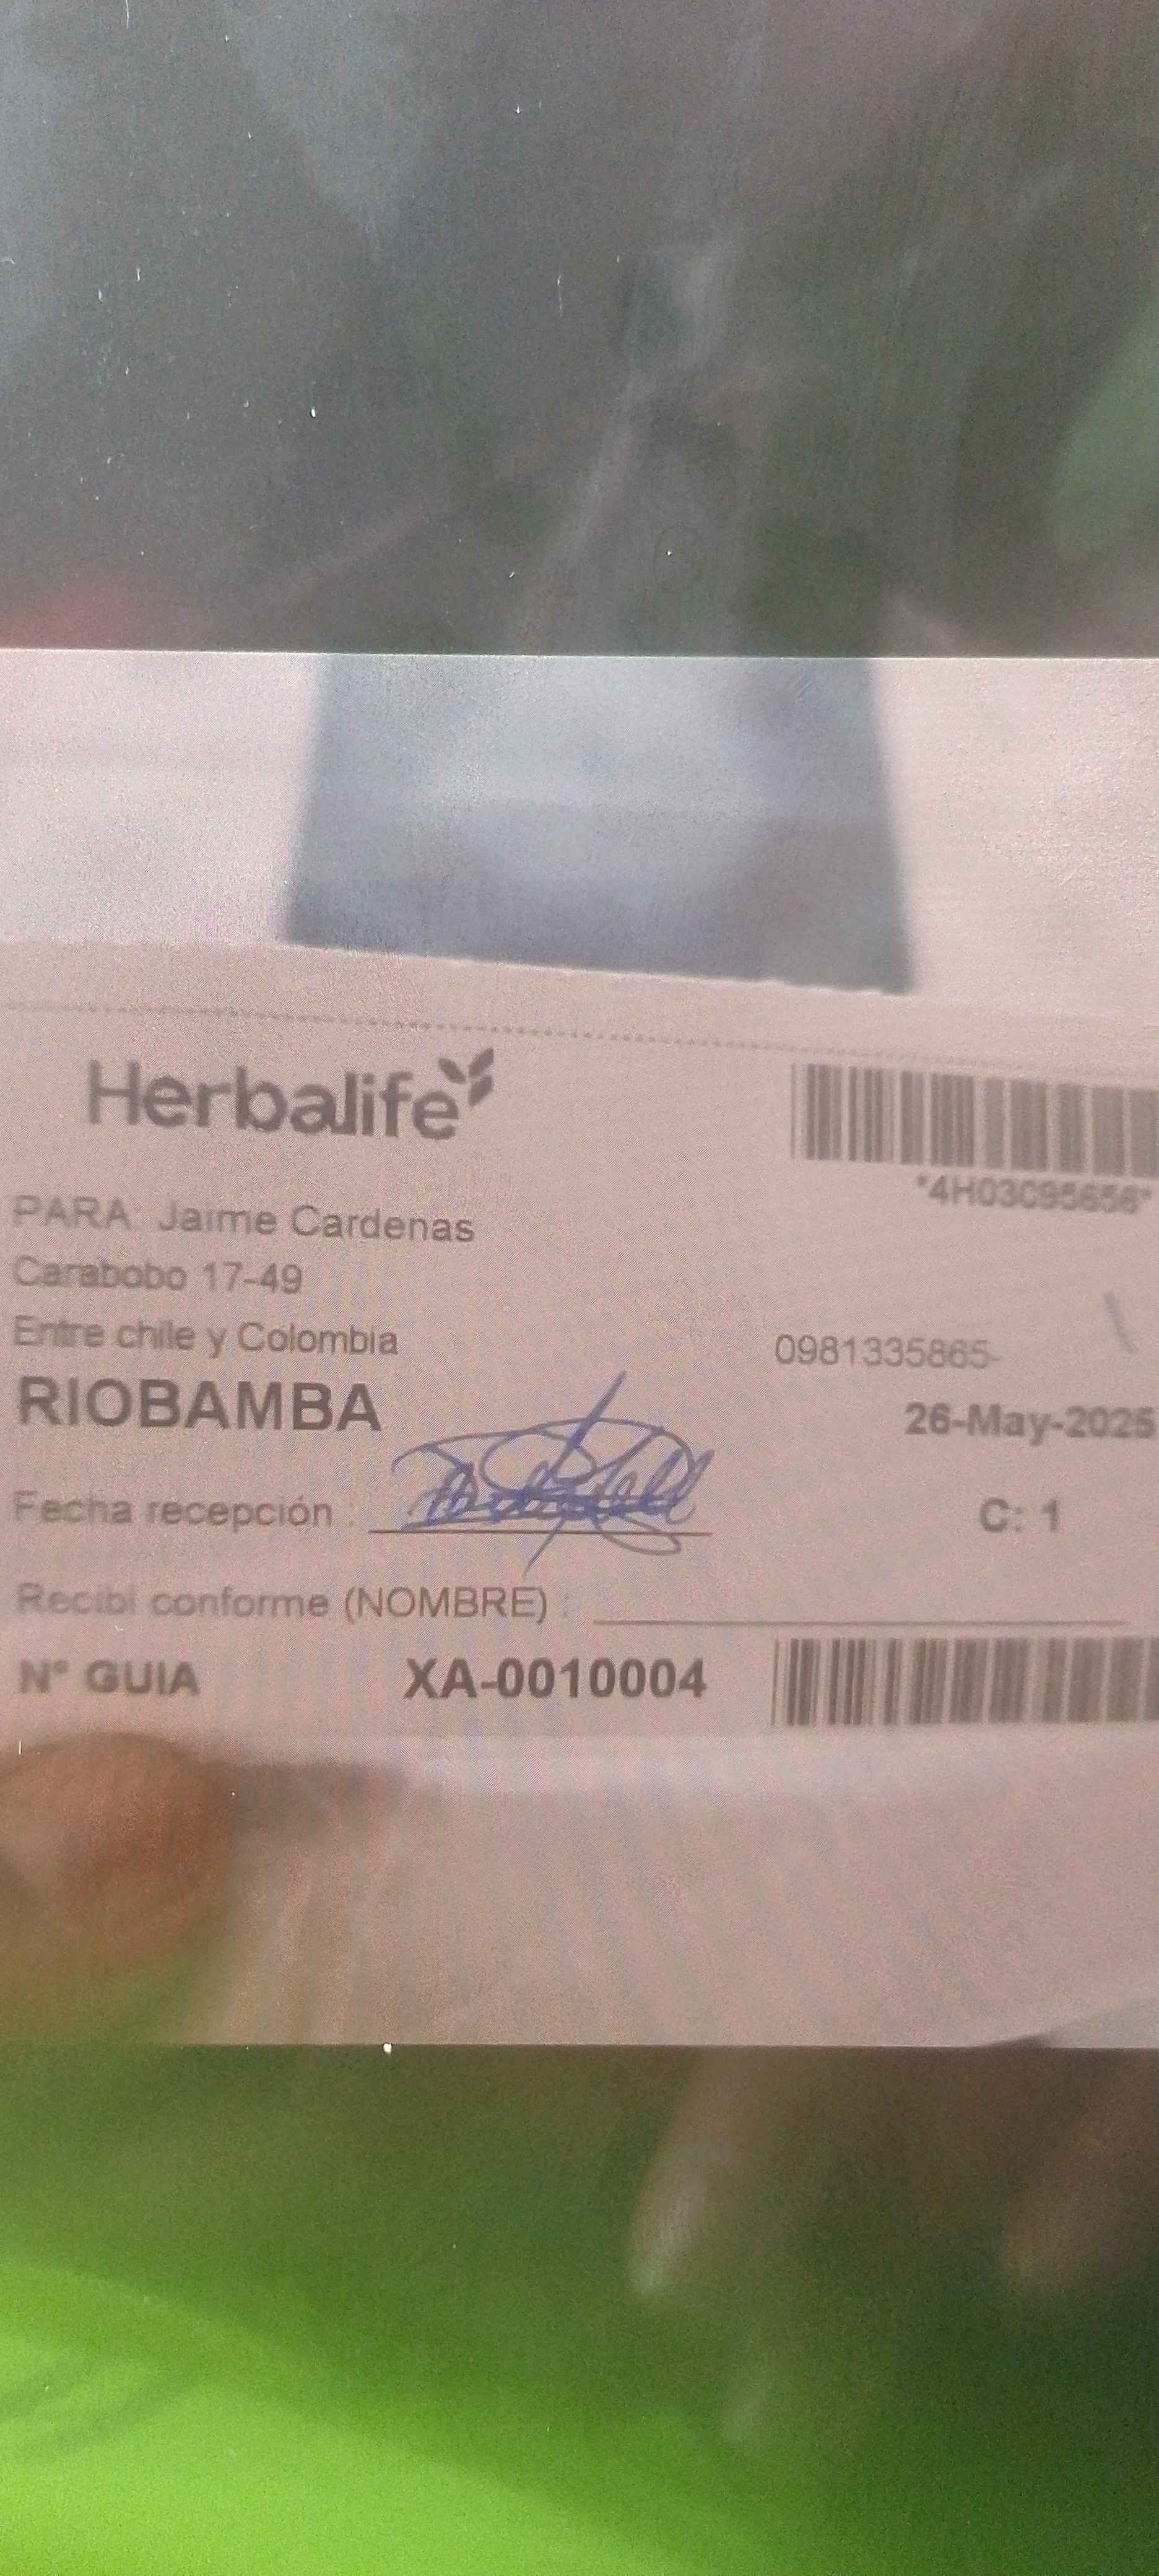 Herbalife
*4H03095656*
PARA: Jaime Cardenas
Carabobo 17-49
Entre chile y Colombia
0981335865-
RIOBAMBA
26-May-2025
Fecha recepción :
C: 1
Recibi conforme (NOMBRE) :
N° GUIA XA-0010004